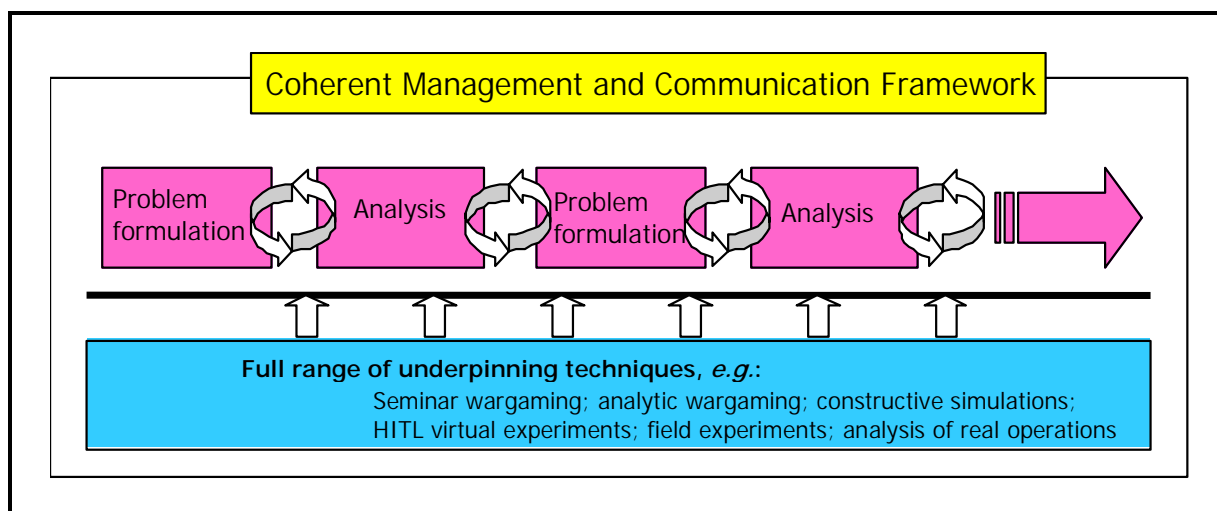 Coherent Management and Communication Framework
Problem
formulation
Analysis
Problem
formulation
Analysis
Full range of underpinning techniques, e.g.:
Seminar wargaming; analytic wargaming; constructive simulations;
HITL virtual experiments; field experiments; analysis of real operations